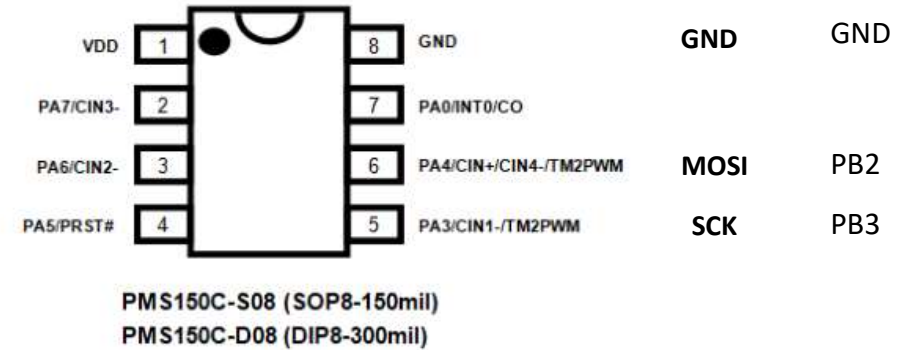 VDD 1 8 GND GND GND
PA7/CIN3- 2 7 PA0/INT0/CO
PA6/CIN2- 3 6 PA4/CIN+/CIN4-/TM2PWM MOSI PB2
PA5/PRST# 4 5 PA3/CIN1-/TM2PWM SCK PB3
PMS150C-S08 (SOP8-150mil)
PMS150C-D08 (DIP8-300mil)